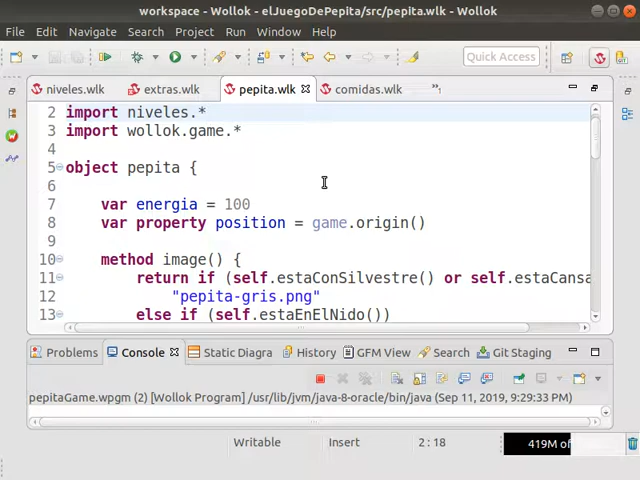 workspace - Wollok - elJuegoDePepita/src/pepita.wlk - Wollok
File Edit Navigate Search Project Run Window Help
Quick Access
niveles.wlk extras.wlk pepita.wlk comidas.wlk
2 import niveles.*
3 import wollok.game.*
4
5 object pepita {
6
7 var energia = 100
8 var property position = game.origin()
9
10 method image() {
11 return if (self.estaConSilvestre() or self.estaCansa
12 "pepita-gris.png"
13 else if (self.estaEnElNido())
Problems Console Static Diagra History GFM View Search Git Staging
pepitaGame.wpgm (2) [Wollok Program] /usr/lib/jvm/java-8-oracle/bin/java (Sep 11, 2019, 9:29:33 PM)
Writable Insert 2 : 18 419M of